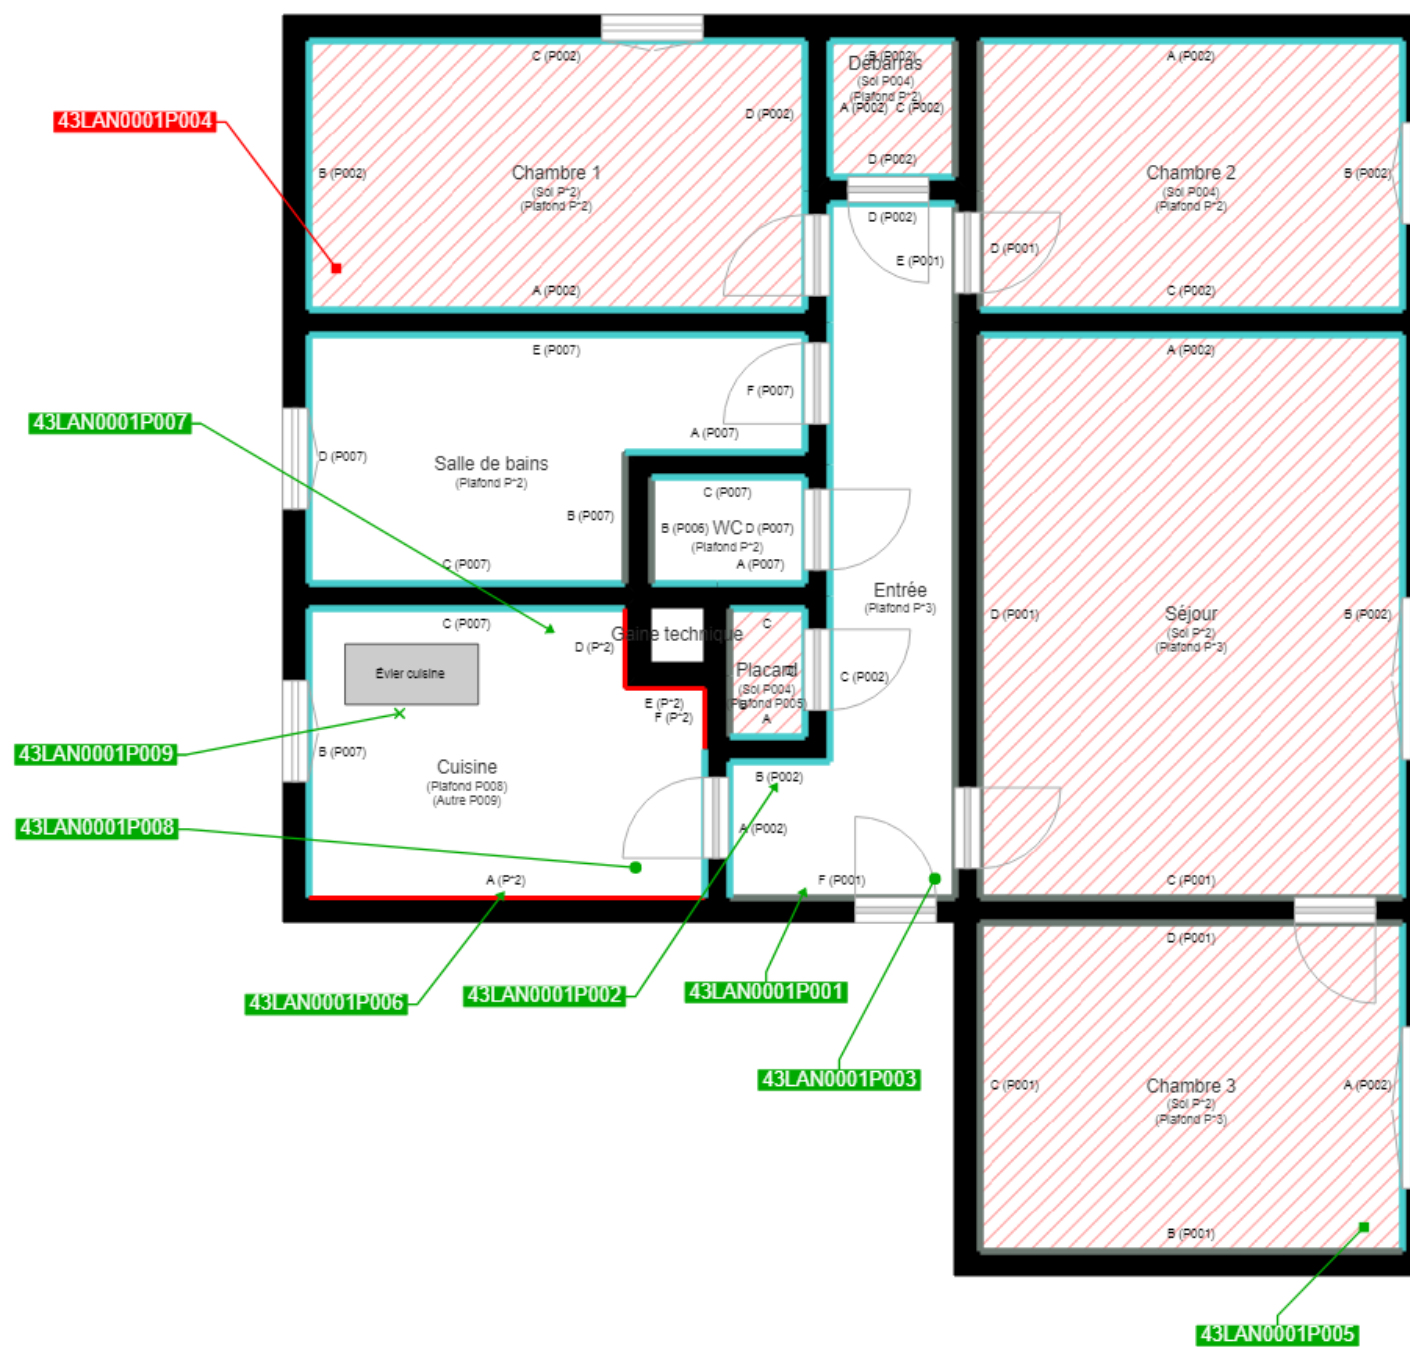 C (P002)
D (P002)
B (P002)
Chambre 1
(Sol P*2)
(Plafond P*2)
A (P002)
43LAN0001P004
B (P002)
Débarras
(Sol P004)
(Plafond P*2)
A (P002) C (P002)
D (P002)
A (P002)
Chambre 2
(Sol P004)
(Plafond P*2)
B (P002)
D (P001)
C (P002)
D (P002)
E (P001)
E (P007)
F (P007)
A (P007)
D (P007)
Salle de bains
(Plafond P*2)
B (P007)
C (P007)
43LAN0001P007
C (P007)
B (P006) WC D (P007)
(Plafond P*2)
A (P007)
Entrée
(Plafond P*3)
A (P002)
D (P001)
Séjour
(Sol P*2)
(Plafond P*3)
B (P002)
C (P001)
C (P007)
D (P*2)
Gaine technique
Évier cuisine
E (P*2)
F (P*2)
B (P007)
Cuisine
(Plafond P008)
(Autre P009)
A (P*2)
43LAN0001P009
43LAN0001P008
C
Placard
(Sol P004)
(Plafond P005)
A
C (P002)
B (P002)
A (P002)
F (P001)
43LAN0001P006
43LAN0001P002
43LAN0001P001
43LAN0001P003
D (P001)
C (P001)
Chambre 3
(Sol P*2)
(Plafond P*3)
A (P002)
B (P001)
43LAN0001P005